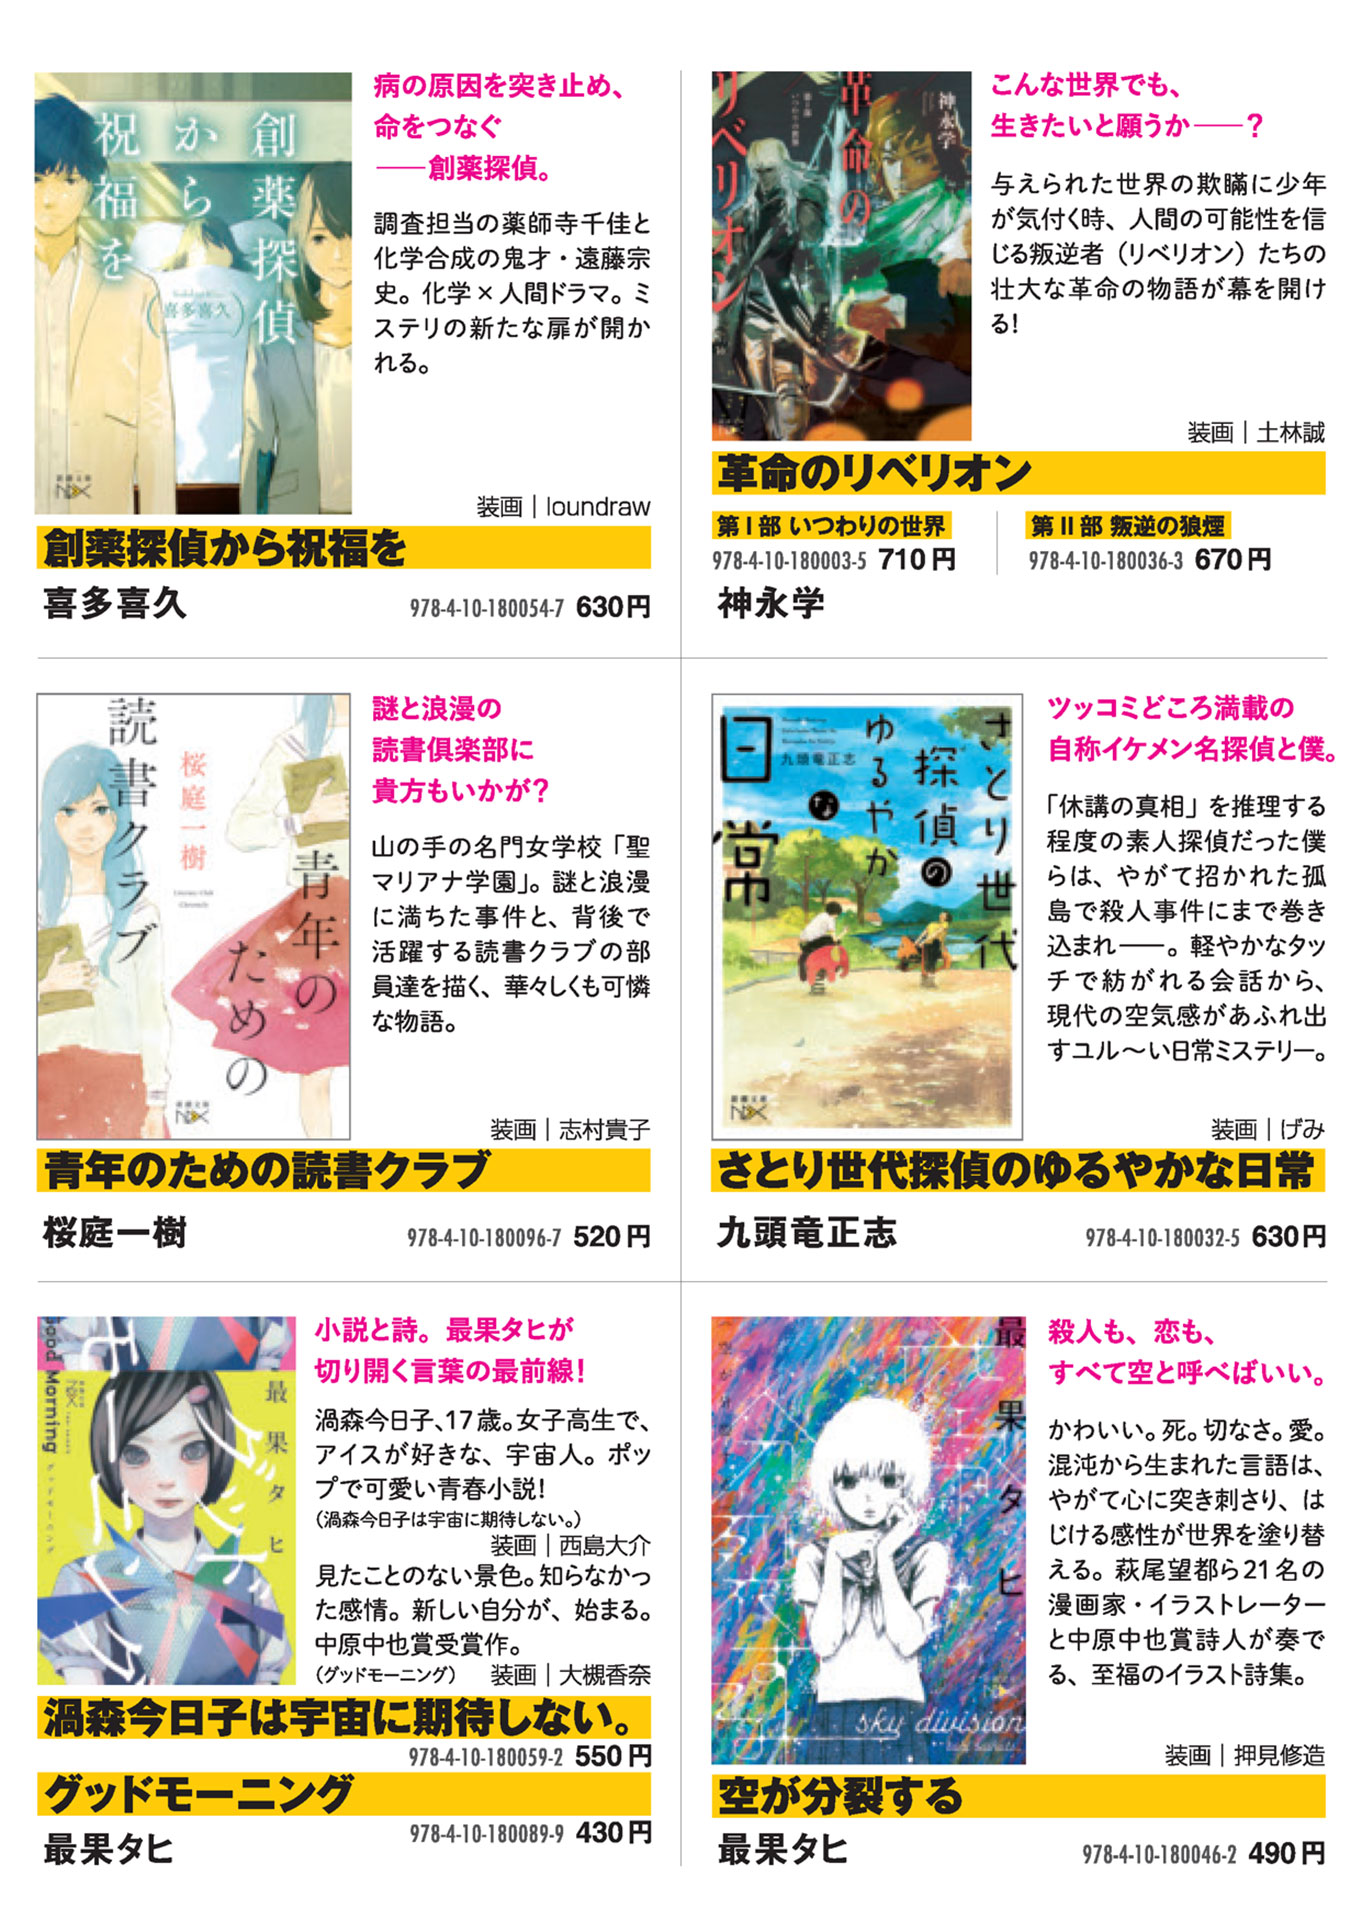 創薬探偵
から
祝福を
喜多喜久
新潮文庫
NEX
病の原因を突き止め、
命をつなぐ
——創薬探偵。
調査担当の薬師寺千佳と
化学合成の鬼才・遠藤宗
史。化学×人間ドラマ。ミ
ステリの新たな扉が開か
れる。
装画｜loundraw
創薬探偵から祝福を
喜多喜久
978-4-10-180054-7 630円
革命の
リベリオン
神永学
第Ⅰ部
いつわりの世界
こんな世界でも、
生きたいと願うか——？
与えられた世界の欺瞞に少年
が気付く時、人間の可能性を信
じる叛逆者（リベリオン）たちの
壮大な革命の物語が幕を開け
る！
装画｜土林誠
革命のリベリオン
第Ⅰ部 いつわりの世界
978-4-10-180003-5 710円
第Ⅱ部 叛逆の狼煙
978-4-10-180036-3 670円
神永学
青年の
ための
読書クラブ
桜庭一樹
新潮文庫
NEX
謎と浪漫の
読書倶楽部に
貴方もいかが？
山の手の名門女学校「聖
マリアナ学園」。謎と浪漫
に満ちた事件と、背後で
活躍する読書クラブの部
員達を描く、華々しくも可憐
な物語。
装画｜志村貴子
青年のための読書クラブ
桜庭一樹
978-4-10-180096-7 520円
さとり世代
探偵の
ゆるやか
な
日常
九頭竜正志
新潮文庫
NEX
ツッコミどころ満載の
自称イケメン名探偵と僕。
「休講の真相」を推理する
程度の素人探偵だった僕
らは、やがて招かれた孤
島で殺人事件にまで巻き
込まれ——。軽やかなタッ
チで紡がれる会話から、
現代の空気感があふれ出
すユル〜い日常ミステリー。
装画｜げみ
さとり世代探偵のゆるやかな日常
九頭竜正志
978-4-10-180032-5 630円
Good Morning
グッド
モーニング
最果タヒ
グッドモーニング
小説と詩。最果タヒが
切り開く言葉の最前線！
渦森今日子、17歳。女子高生で、
アイスが好きな、宇宙人。ポッ
プで可愛い青春小説！
（渦森今日子は宇宙に期待しない。）
装画｜西島大介
見たことのない景色。知らなかっ
た感情。新しい自分が、始まる。
中原中也賞受賞作。
（グッドモーニング）　装画｜大槻香奈
渦森今日子は宇宙に期待しない。
978-4-10-180059-2 550円
グッドモーニング
978-4-10-180089-9 430円
最果タヒ
最果タヒ
sky division
殺人も、恋も、
すべて空と呼べばいい。
かわいい。死。切なさ。愛。
混沌から生まれた言語は、
やがて心に突き刺さり、は
じける感性が世界を塗り替
える。萩尾望都ら21名の
漫画家・イラストレーター
と中原中也賞詩人が奏で
る、至福のイラスト詩集。
装画｜押見修造
空が分裂する
最果タヒ
978-4-10-180046-2 490円